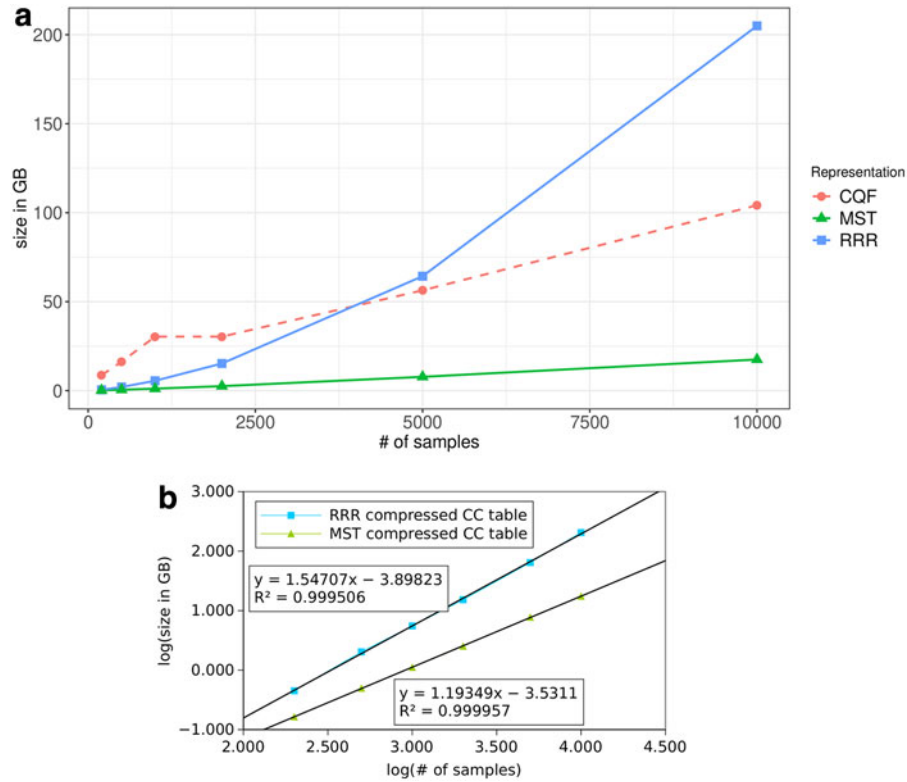 a
200
150
100
50
0
size in GB
0 2500 5000 7500 10000
# of samples
Representation
CQF
MST
RRR
b
3.000
2.000
1.000
0.000
−1.000
log(size in GB)
RRR compressed CC table
MST compressed CC table
y = 1.54707x − 3.89823
R² = 0.999506
y = 1.19349x − 3.5311
R² = 0.999957
2.000 2.500 3.000 3.500 4.000 4.500
log(# of samples)